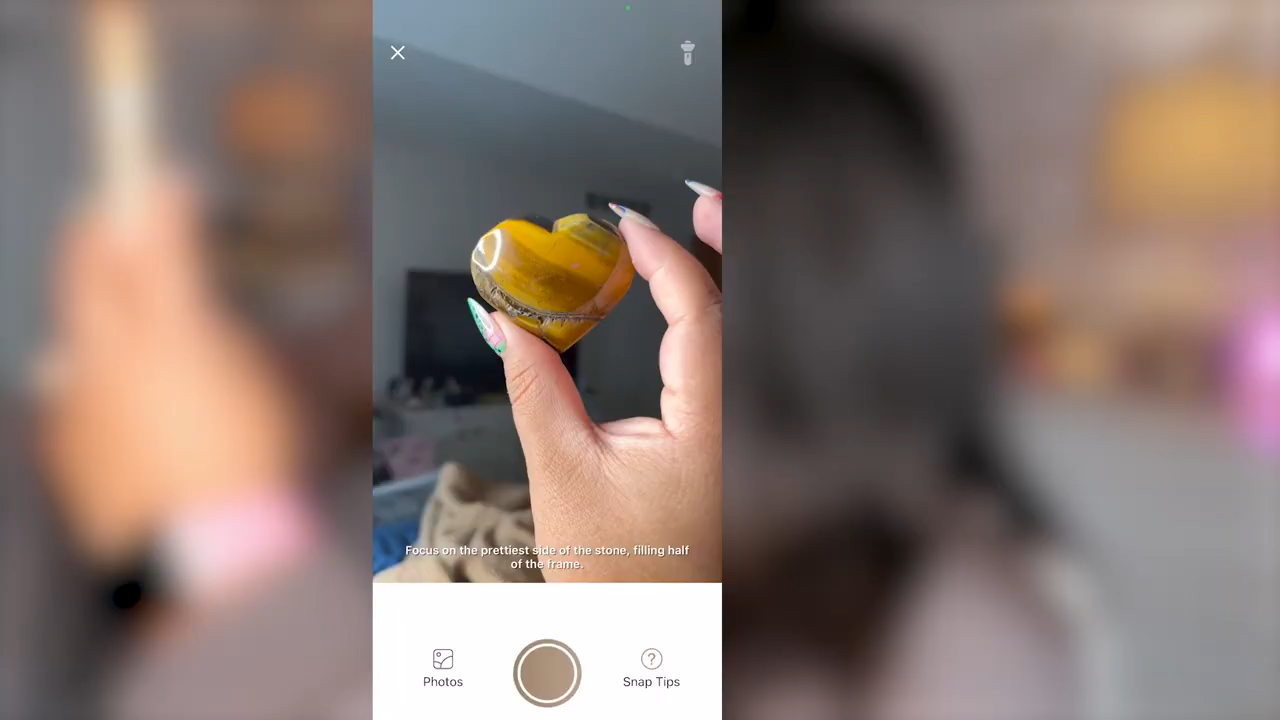 Focus on the prettiest side of the stone, filling half
of the frame.
Photos
Snap Tips